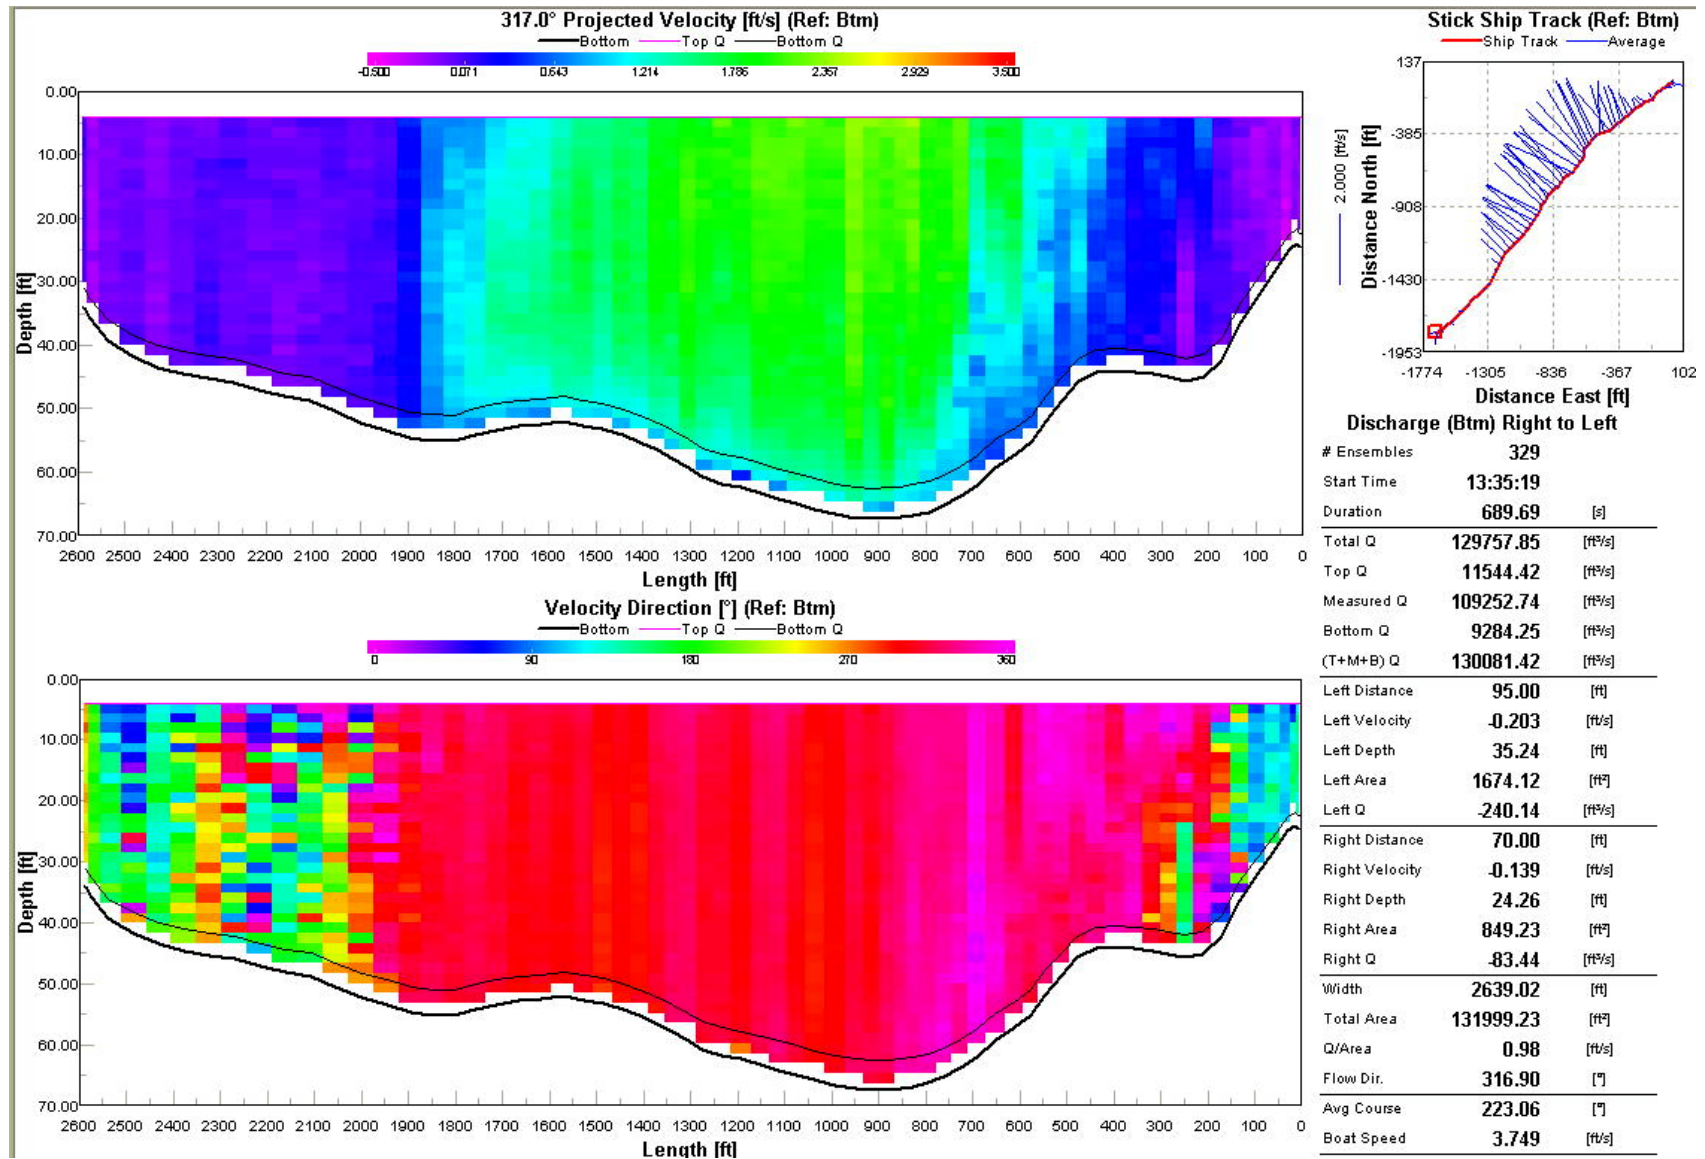 317.0° Projected Velocity [ft/s] (Ref: Btm)
Bottom Top Q Bottom Q
-0.500 0.071 0.643 1.214 1.786 2.357 2.929 3.500
0.00
10.00
20.00
30.00
40.00
50.00
60.00
70.00
Depth [ft]
2600 2500 2400 2300 2200 2100 2000 1900 1800 1700 1600 1500 1400 1300 1200 1100 1000 900 800 700 600 500 400 300 200 100 0
Length [ft]
Velocity Direction [°] (Ref: Btm)
Bottom Top Q Bottom Q
0 90 180 270 360
0.00
10.00
20.00
30.00
40.00
50.00
60.00
70.00
Depth [ft]
2600 2500 2400 2300 2200 2100 2000 1900 1800 1700 1600 1500 1400 1300 1200 1100 1000 900 800 700 600 500 400 300 200 100 0
Length [ft]
Stick Ship Track (Ref: Btm)
Ship Track Average
2.000 [ft/s]
Distance North [ft]
137
-385
-908
-1430
-1953
-1774 -1305 -836 -367 102
Distance East [ft]
Discharge (Btm) Right to Left
# Ensembles 329
Start Time 13:35:19
Duration 689.69 [s]
Total Q 129757.85 [ft³/s]
Top Q 11544.42 [ft³/s]
Measured Q 109252.74 [ft³/s]
Bottom Q 9284.25 [ft³/s]
(T+M+B) Q 130081.42 [ft³/s]
Left Distance 95.00 [ft]
Left Velocity -0.203 [ft/s]
Left Depth 35.24 [ft]
Left Area 1674.12 [ft²]
Left Q -240.14 [ft³/s]
Right Distance 70.00 [ft]
Right Velocity -0.139 [ft/s]
Right Depth 24.26 [ft]
Right Area 849.23 [ft²]
Right Q -83.44 [ft³/s]
Width 2639.02 [ft]
Total Area 131999.23 [ft²]
Q/Area 0.98 [ft/s]
Flow Dir. 316.90 [°]
Avg Course 223.06 [°]
Boat Speed 3.749 [ft/s]